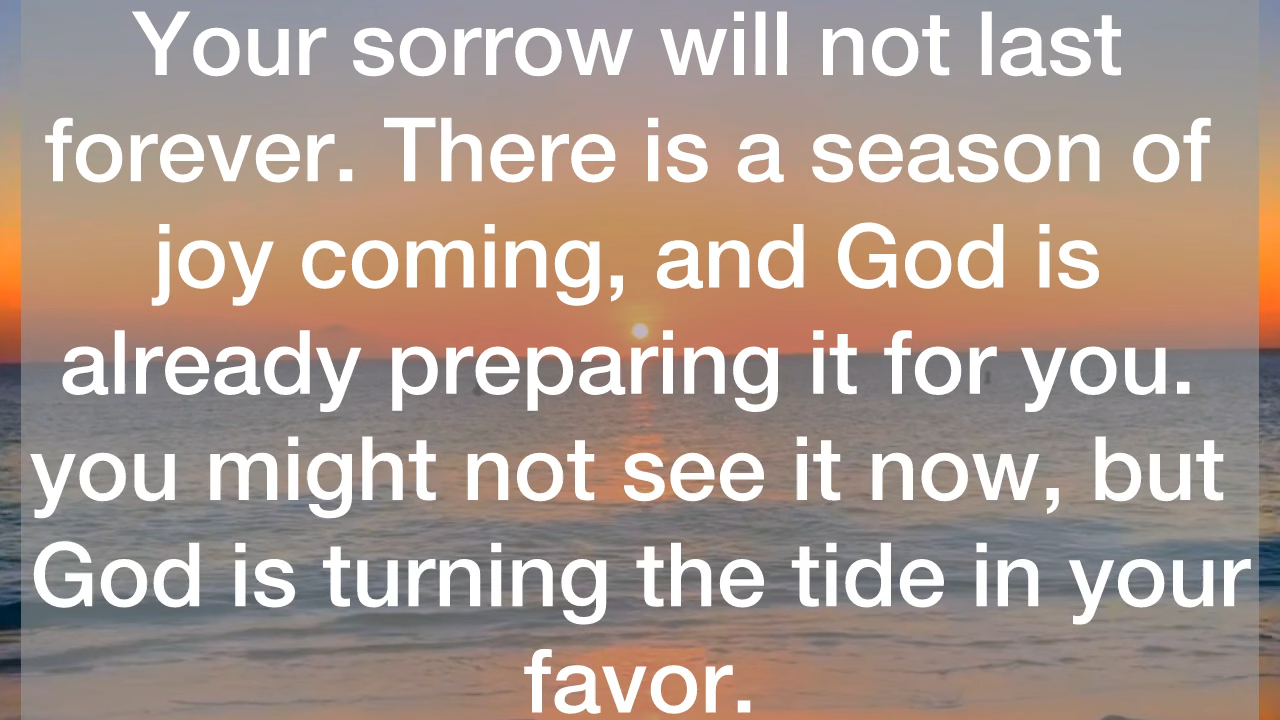 Your sorrow will not last
forever. There is a season of
joy coming, and God is
already preparing it for you.
you might not see it now, but
God is turning the tide in your
favor.